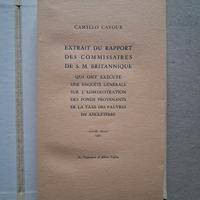 CAMILLO CAVOUR
EXTRAIT DU RAPPORT
DES COMMISSAIRES
DE S. M. BRITANNIQUE
QUI ONT EXÉCUTÉ
UNE ENQUÊTE GÉNÉRALE
SUR L'ADMINISTRATION
DES FONDS PROVENANTS
DE LA TAXE DES PAUVRES
EN ANGLETERRE